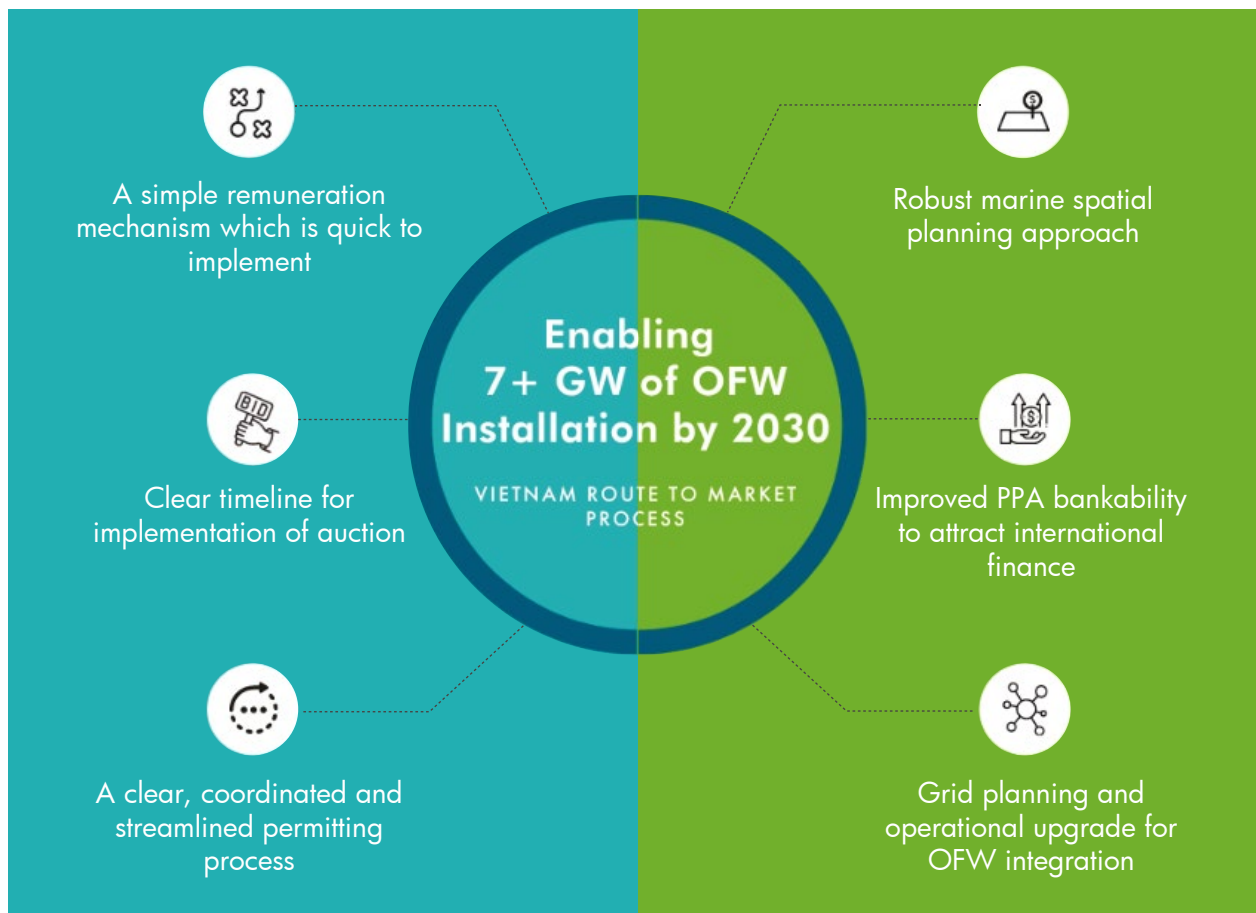 A simple remuneration
mechanism which is quick to
implement
Clear timeline for
implementation of auction
A clear, coordinated and
streamlined permitting
process
Enabling
7+ GW of OFW
Installation by 2030
VIETNAM ROUTE TO MARKET
PROCESS
Robust marine spatial
planning approach
Improved PPA bankability
to attract international
finance
Grid planning and
operational upgrade for
OFW integration
BID
$
$